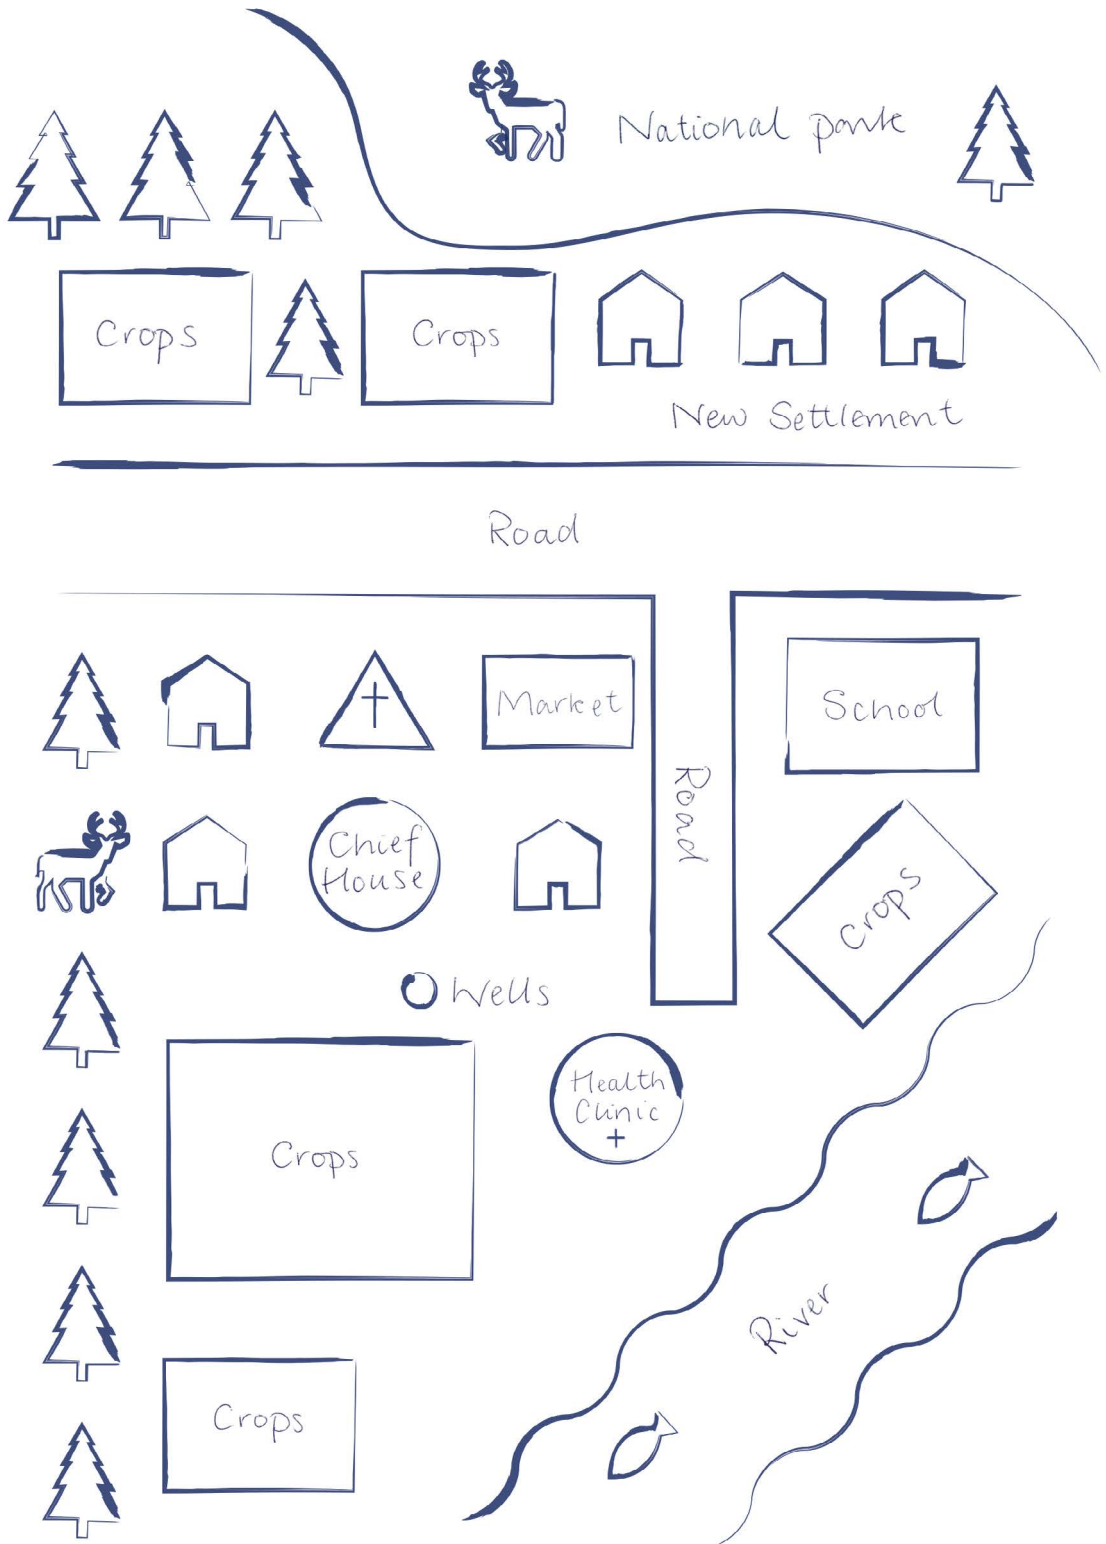 National park
Crops
Crops
New Settlement
Road
Market
School
Road
Chief
House
Crops
Wells
Health
Clinic
+
Crops
River
Crops